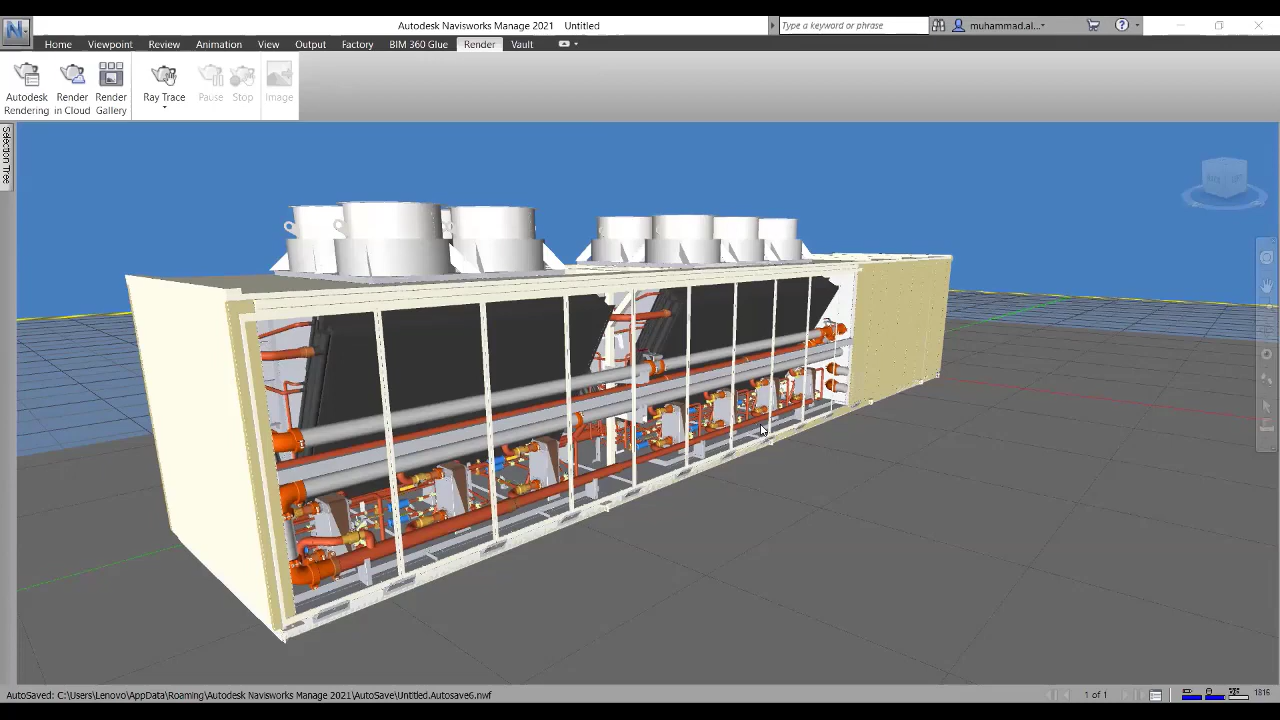 Autodesk Navisworks Manage 2021 Untitled
Type a keyword or phrase
muhammad.al...
Home Viewpoint Review Animation View Output Factory BIM 360 Glue Render Vault
Autodesk Rendering
Render in Cloud
Render Gallery
Ray Trace
Pause
Stop
Image
Selection Tree
AutoSaved: C:\Users\Lenovo\AppData\Roaming\Autodesk Navisworks Manage 2021\AutoSave\Untitled.Autosave6.nwf
1 of 1
1816